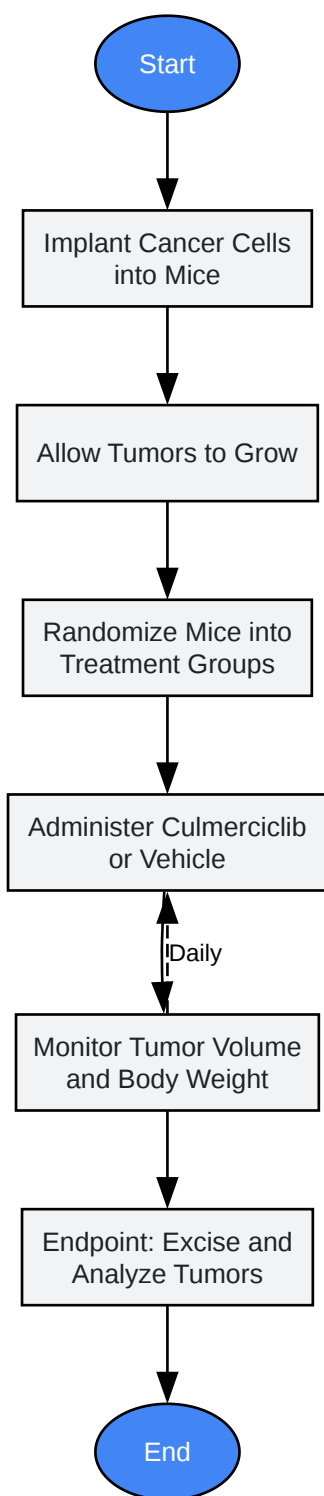 Start
Implant Cancer Cells
into Mice
Allow Tumors to Grow
Randomize Mice into
Treatment Groups
Administer Culmerciclib
or Vehicle
Daily
Monitor Tumor Volume
and Body Weight
Endpoint: Excise and
Analyze Tumors
End